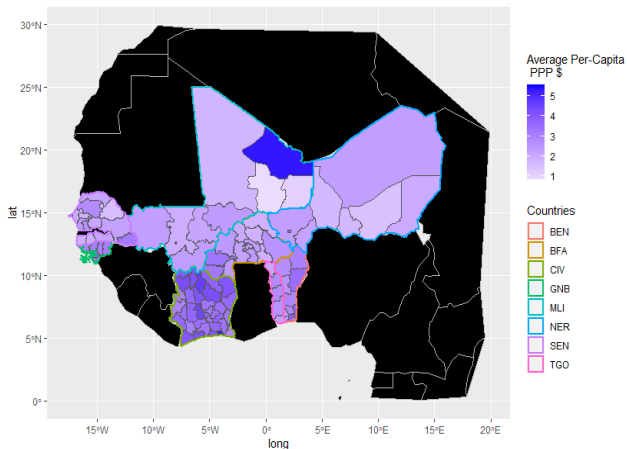 30°N
25°N
20°N
15°N
10°N
5°N
0°
lat
15°W
10°W
5°W
0°
5°E
10°E
15°E
20°E
long
Average Per-Capita
PPP $
5
4
3
2
1
Countries
BEN
BFA
CIV
GNB
MLI
NER
SEN
TGO